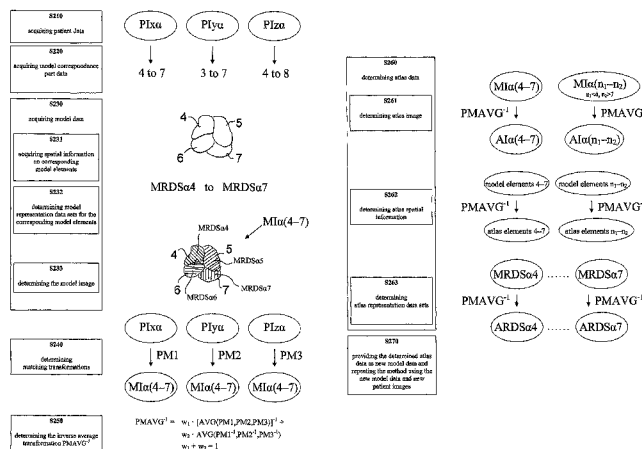 S210
acquiring patient data
S220
acquiring model correspondence
part data
S230
acquiring model data
S231
acquiring spatial information
on corresponding
model elements
S232
determining model
representation data sets for the
corresponding model elements
S233
determining the model image
S240
determining
matching transformations
S250
determining the inverse average
transformation PMAVG⁻¹
PIxα PIyα PIzα
4 to 7 3 to 7 4 to 8
4 5
6 7
MRDSα4 to MRDSα7
MRDSα4 MIα(4–7)
4 5
MRDSα5
6 7 MRDSα7
MRDSα6
PIxα PIyα PIzα
PM1 PM2 PM3
MIα(4–7) MIα(4–7) MIα(4–7)
PMAVG⁻¹ = w₁ · [AVG(PM1,PM2,PM3)]⁻¹ +
w₂ · AVG(PM1⁻¹,PM2⁻¹,PM3⁻¹)
w₁ + w₂ = 1
S260
determining atlas data
S261
determining atlas image
S262
determining atlas spatial
information
S263
determining
atlas representation data sets
S270
providing the determined atlas
data as new model data and
repeating the method using the
new model data and new
patient images
MIα(4–7) MIα(n₁–n₂)
PMAVG⁻¹ PMAVG⁻¹
AIα(4–7) AIα(n₁–n₂)
model elements 4–7 model elements n₁–n₂
PMAVG⁻¹ PMAVG⁻¹
atlas elements 4–7 atlas elements n₁–n₂
MRDSα4 ...... MRDSα7
PMAVG⁻¹ PMAVG⁻¹
ARDSα4 ...... ARDSα7